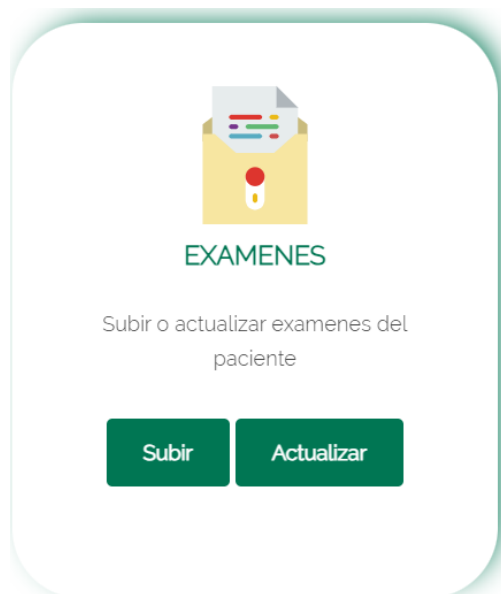 EXAMENES
Subir o actualizar examenes del
paciente
Subir Actualizar